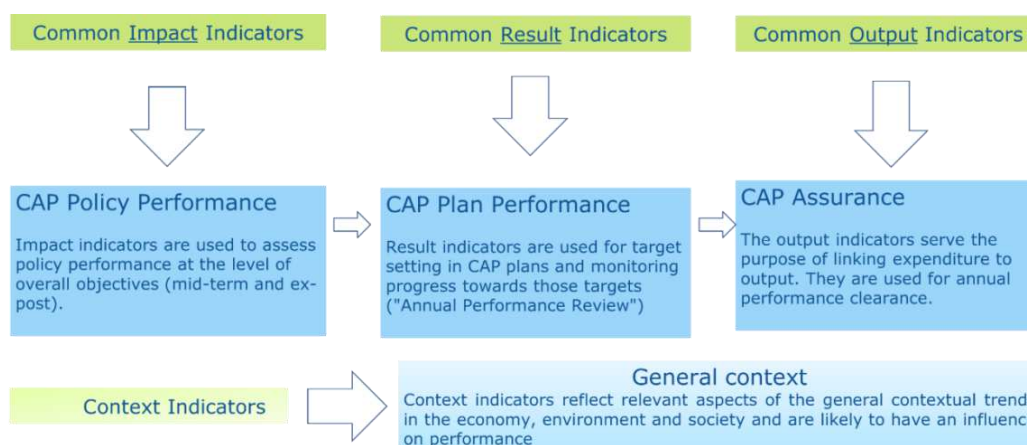 Common Impact Indicators
Common Result Indicators
Common Output Indicators
CAP Policy Performance
Impact indicators are used to assess
policy performance at the level of
overall objectives (mid-term and ex-
post).
CAP Plan Performance
Result indicators are used for target
setting in CAP plans and monitoring
progress towards those targets
("Annual Performance Review")
CAP Assurance
The output indicators serve the
purpose of linking expenditure to
output. They are used for annual
performance clearance.
Context Indicators
General context
Context indicators reflect relevant aspects of the general contextual trend
in the economy, environment and society and are likely to have an influenc
on performance